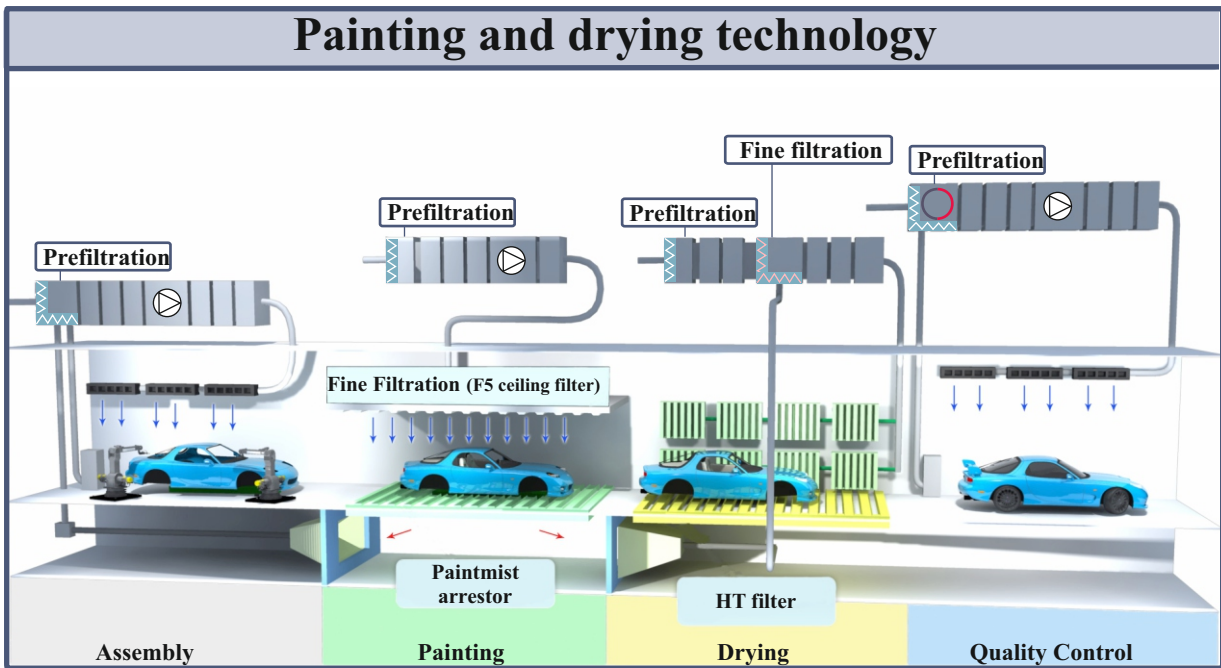 Painting and drying technology
Fine filtration
Prefiltration
Prefiltration
Prefiltration
Prefiltration
Fine Filtration (F5 ceiling filter)
Paintmist
arrestor
HT filter
Assembly
Painting
Drying
Quality Control